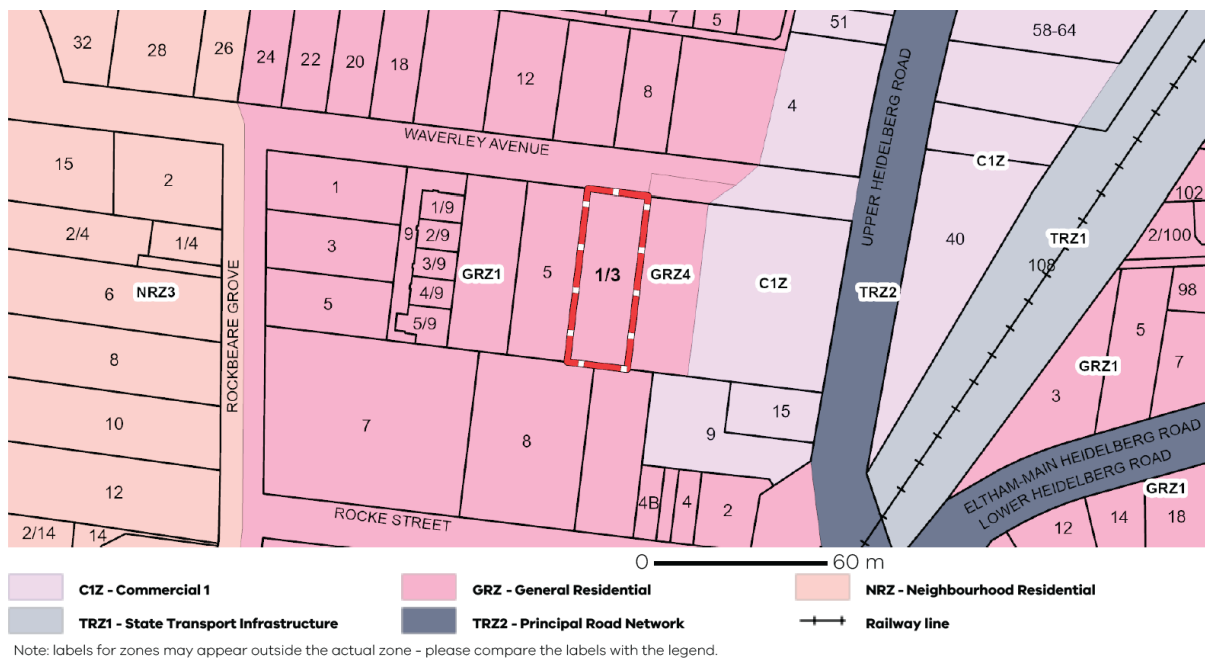 32
28
26
24
22
20
18
12
8
7
5
51
58-64
4
WAVERLEY AVENUE
UPPER HEIDELBERG ROAD
C1Z
15
2
2/4
1/4
NRZ3
6
8
10
12
2/14
14
ROCKBEARE GROVE
1
3
5
9
1/9
2/9
3/9
4/9
5/9
GRZ1
5
1/3
GRZ4
C1Z
TRZ2
40
TRZ1
108
102
2/100
98
5
7
GRZ1
3
7
8
9
15
4B
4
2
ROCKE STREET
ELTHAM-MAIN HEIDELBERG ROAD
LOWER HEIDELBERG ROAD
GRZ1
12
14
18
0 60 m
C1Z - Commercial 1
GRZ - General Residential
NRZ - Neighbourhood Residential
TRZ1 - State Transport Infrastructure
TRZ2 - Principal Road Network
Railway line
Note: labels for zones may appear outside the actual zone - please compare the labels with the legend.